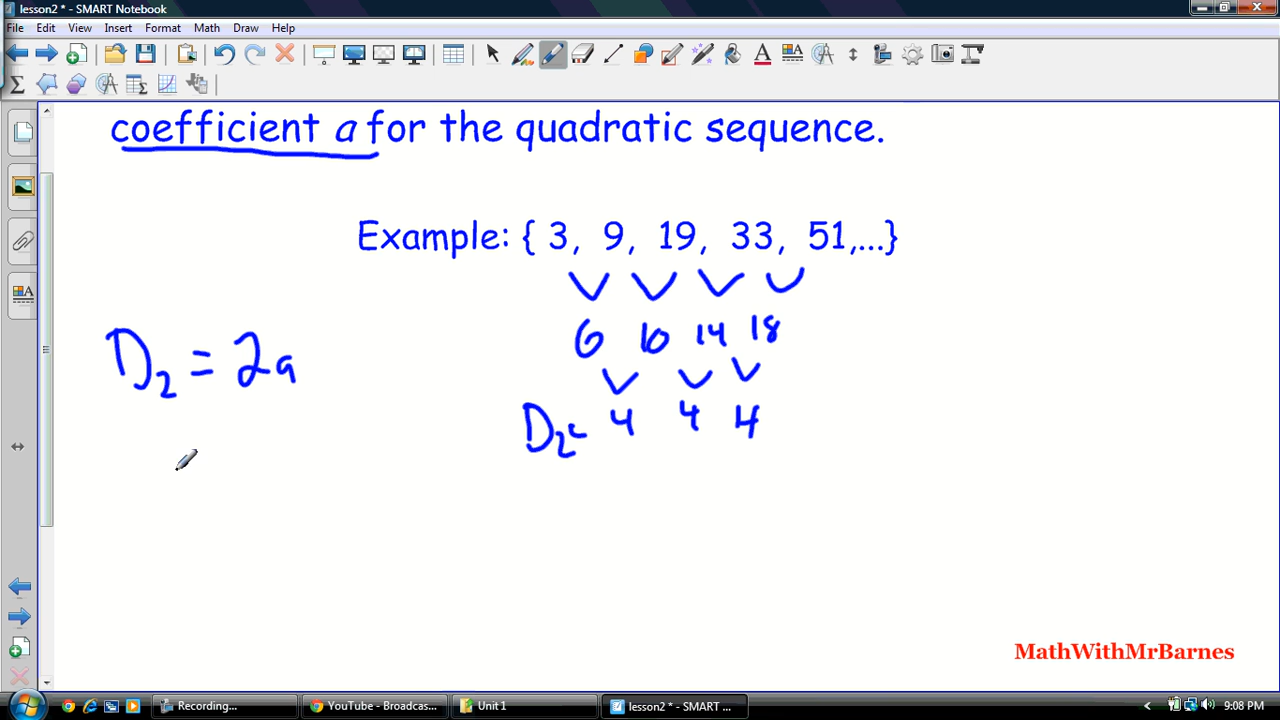 lesson2 * - SMART Notebook
File Edit View Insert Format Math Draw Help
coefficient a for the quadratic sequence.
Example: { 3, 9, 19, 33, 51,...}
6 10 14 18
D2 = 2a
D2= 4 4 4
MathWithMrBarnes
Recording... YouTube - Broadcas... Unit 1 lesson2 * - SMART ... 9:08 PM